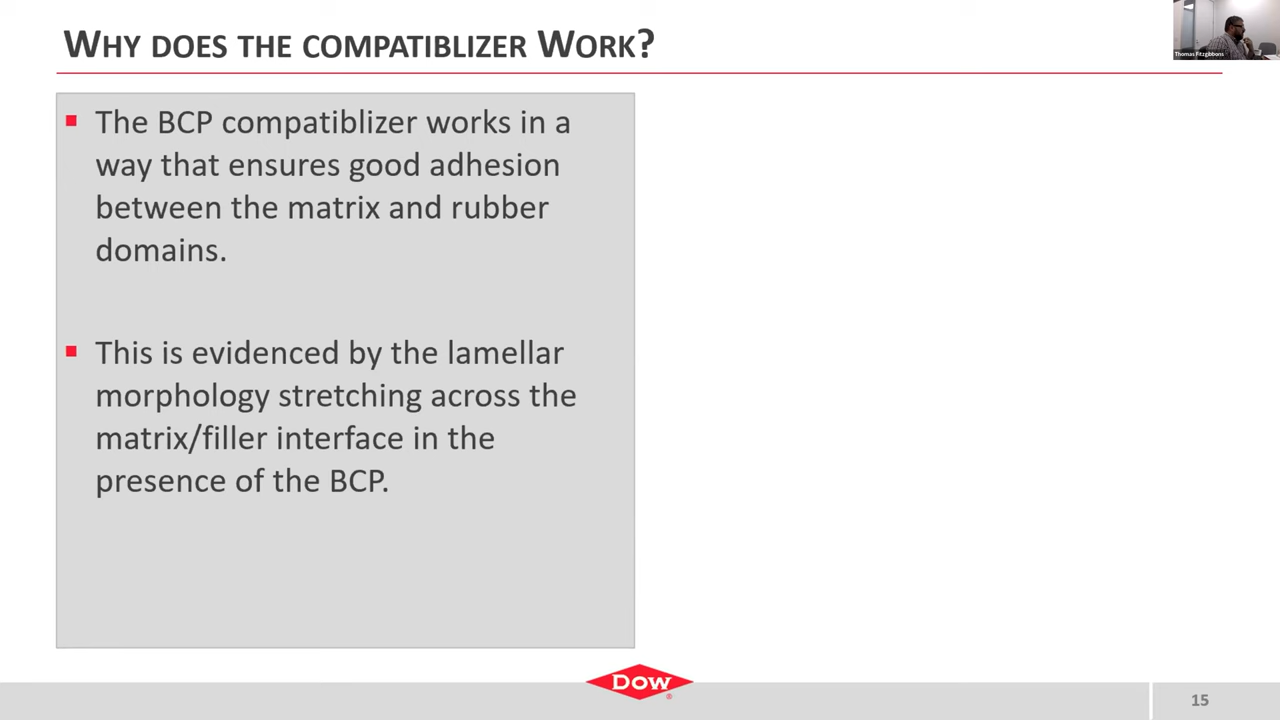 WHY DOES THE COMPATIBLIZER WORK?
Thomas Fitzgibbons
▪ The BCP compatiblizer works in a
way that ensures good adhesion
between the matrix and rubber
domains.
▪ This is evidenced by the lamellar
morphology stretching across the
matrix/filler interface in the
presence of the BCP.
DOW
®
15